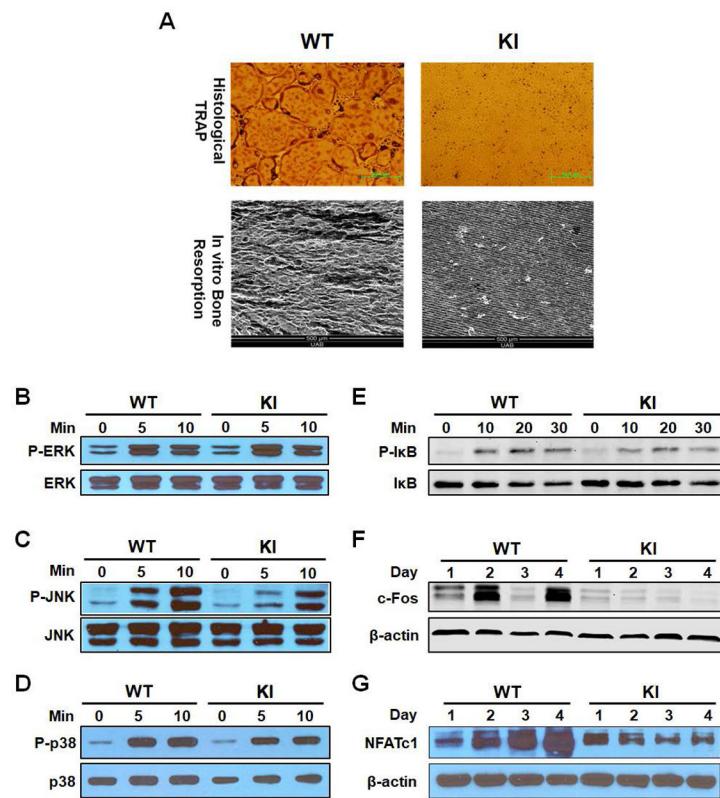 A
WT KI
Histological TRAP
In vitro Bone Resorption
500 µm 500 µm
UAB UAB
B
WT KI
Min 0 5 10 0 5 10
P-ERK
ERK
C
WT KI
Min 0 5 10 0 5 10
P-JNK
JNK
D
WT KI
Min 0 5 10 0 5 10
P-p38
p38
E
WT KI
Min 0 10 20 30 0 10 20 30
P-IκB
IκB
F
WT KI
Day 1 2 3 4 1 2 3 4
c-Fos
β-actin
G
WT KI
Day 1 2 3 4 1 2 3 4
NFATc1
β-actin